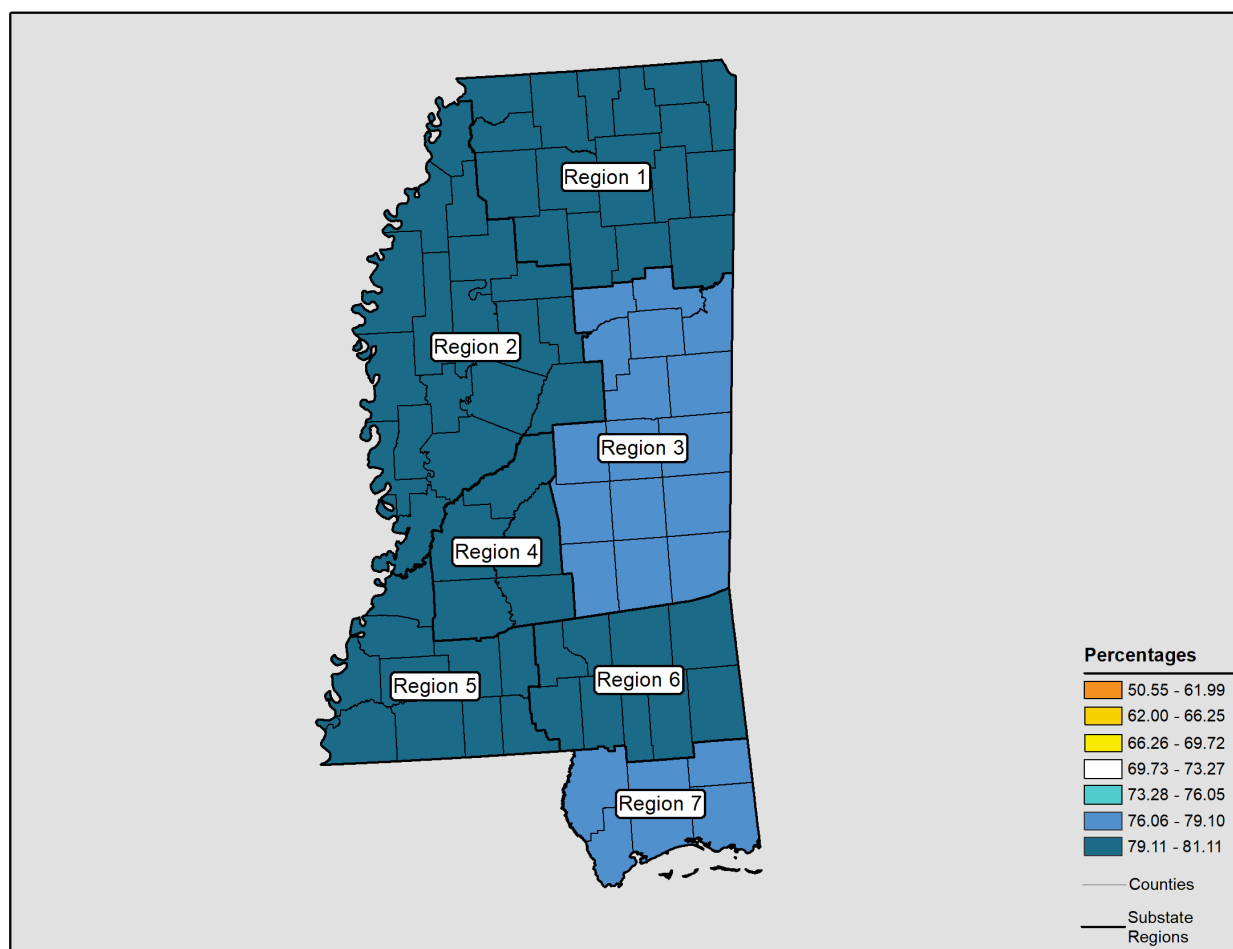 Region 1
Region 2
Region 3
Region 4
Region 5
Region 6
Region 7
Percentages
50.55 - 61.99
62.00 - 66.25
66.26 - 69.72
69.73 - 73.27
73.28 - 76.05
76.06 - 79.10
79.11 - 81.11
Counties
Substate
Regions